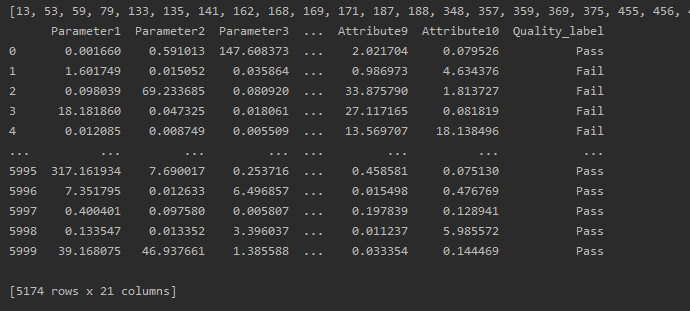 [13, 53, 59, 79, 133, 135, 141, 162, 168, 169, 171, 187, 188, 348, 357, 359, 369, 375, 455, 456,
Parameter1 Parameter2 Parameter3 ... Attribute9 Attribute10 Quality_label
0 0.001660 0.591013 147.608373 ... 2.021704 0.079526 Pass
1 1.601749 0.015052 0.035864 ... 0.986973 4.634376 Fail
2 0.098039 69.233685 0.080920 ... 33.875790 1.813727 Fail
3 18.181860 0.047325 0.018061 ... 27.117165 0.081819 Fail
4 0.012085 0.008749 0.005509 ... 13.569707 18.138496 Fail
... ... ... ... ... ... ... ...
5995 317.161934 7.690017 0.253716 ... 0.458581 0.075130 Pass
5996 7.351792 0.012633 6.496857 ... 0.015498 0.476769 Pass
5997 0.400401 0.097580 0.005807 ... 0.197839 0.128941 Pass
5998 0.133547 0.013352 3.396037 ... 0.011237 5.985572 Pass
5999 39.168075 46.937661 1.385588 ... 0.033354 0.144469 Pass
[5174 rows x 21 columns]